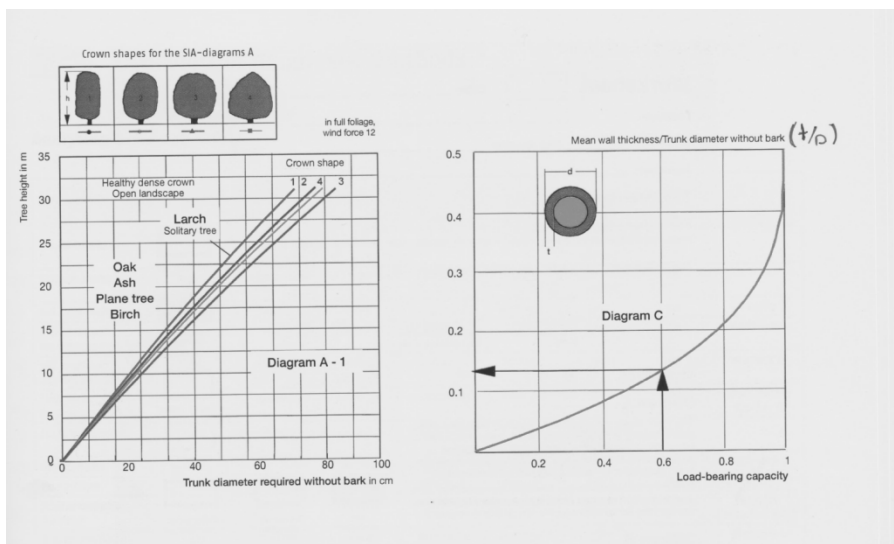 Crown shapes for the SIA-diagrams A
h
1 2 3 4
in full foliage,
wind force 12
Tree height in m
35
30
25
20
15
10
5
0
Crown shape
1 2 4 3
Healthy dense crown
Open landscape
Larch
Solitary tree
Oak
Ash
Plane tree
Birch
Diagram A - 1
0 20 40 60 80 100
Trunk diameter required without bark in cm
Mean wall thickness/Trunk diameter without bark (t/D)
0.5
0.4
0.3
0.2
0.1
d
t
Diagram C
0.2 0.4 0.6 0.8 1
Load-bearing capacity